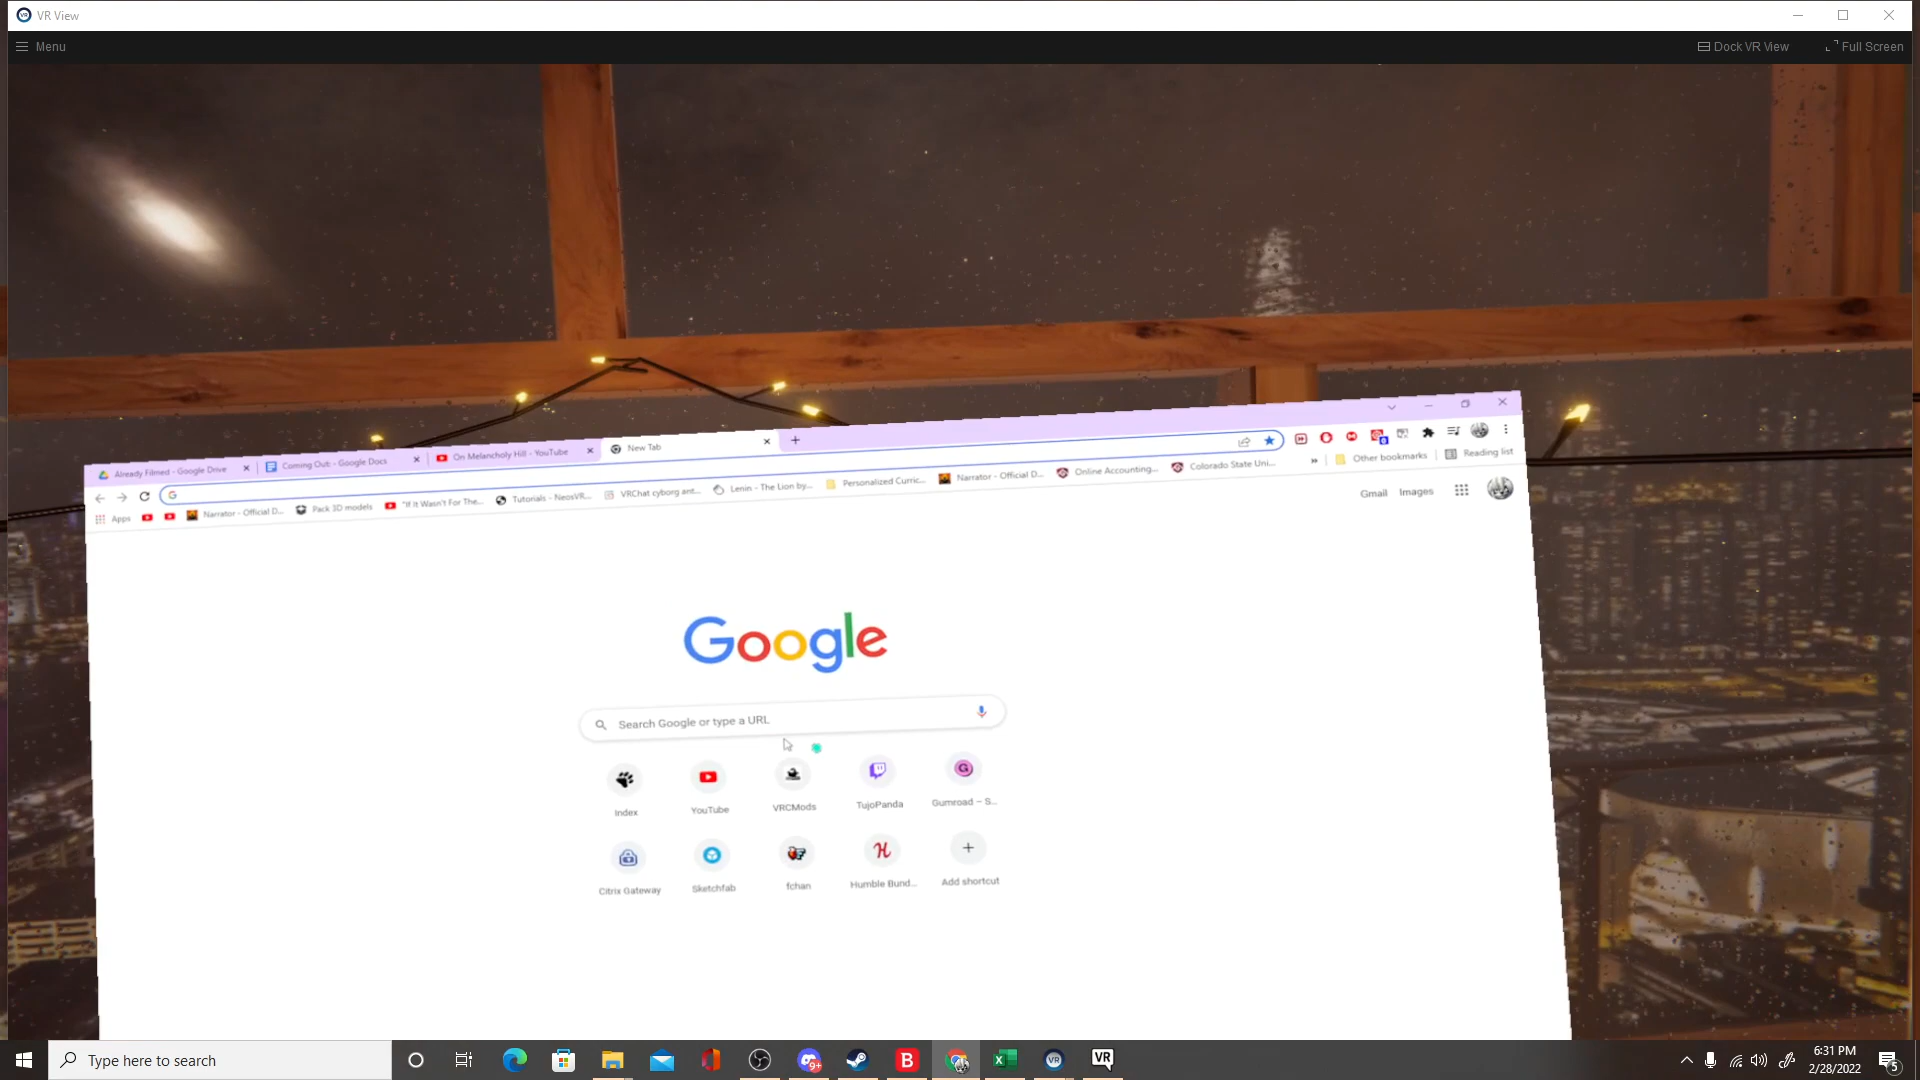 VR View
Menu
Dock VR View
Full Screen
Already Filmed - Google Drive
Coming Out: - Google Docs
On Melancholy Hill - YouTube
New Tab
Apps
Narrator - Official D...
Pack 3D models
"If It Wasn't For The...
Tutorials - NeosVR...
VRChat cyborg ant...
Lenin - The Lion by...
Personalized Curric...
Narrator - Official D...
Online Accounting...
Colorado State Uni...
»
Other bookmarks
Reading list
Gmail
Images
Google
Search Google or type a URL
Index
YouTube
VRCMods
TujoPanda
Gumroad – S...
Citrix Gateway
Sketchfab
fchan
Humble Bund...
Add shortcut
Type here to search
9+
B
VR
VR
6:31 PM
2/28/2022
5